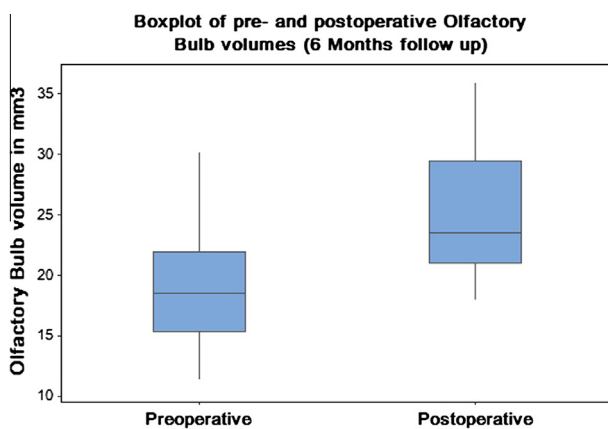 Boxplot of pre- and postoperative Olfactory
Bulb volumes (6 Months follow up)
Olfactory Bulb volume in mm3
35
30
25
20
15
10
Preoperative
Postoperative